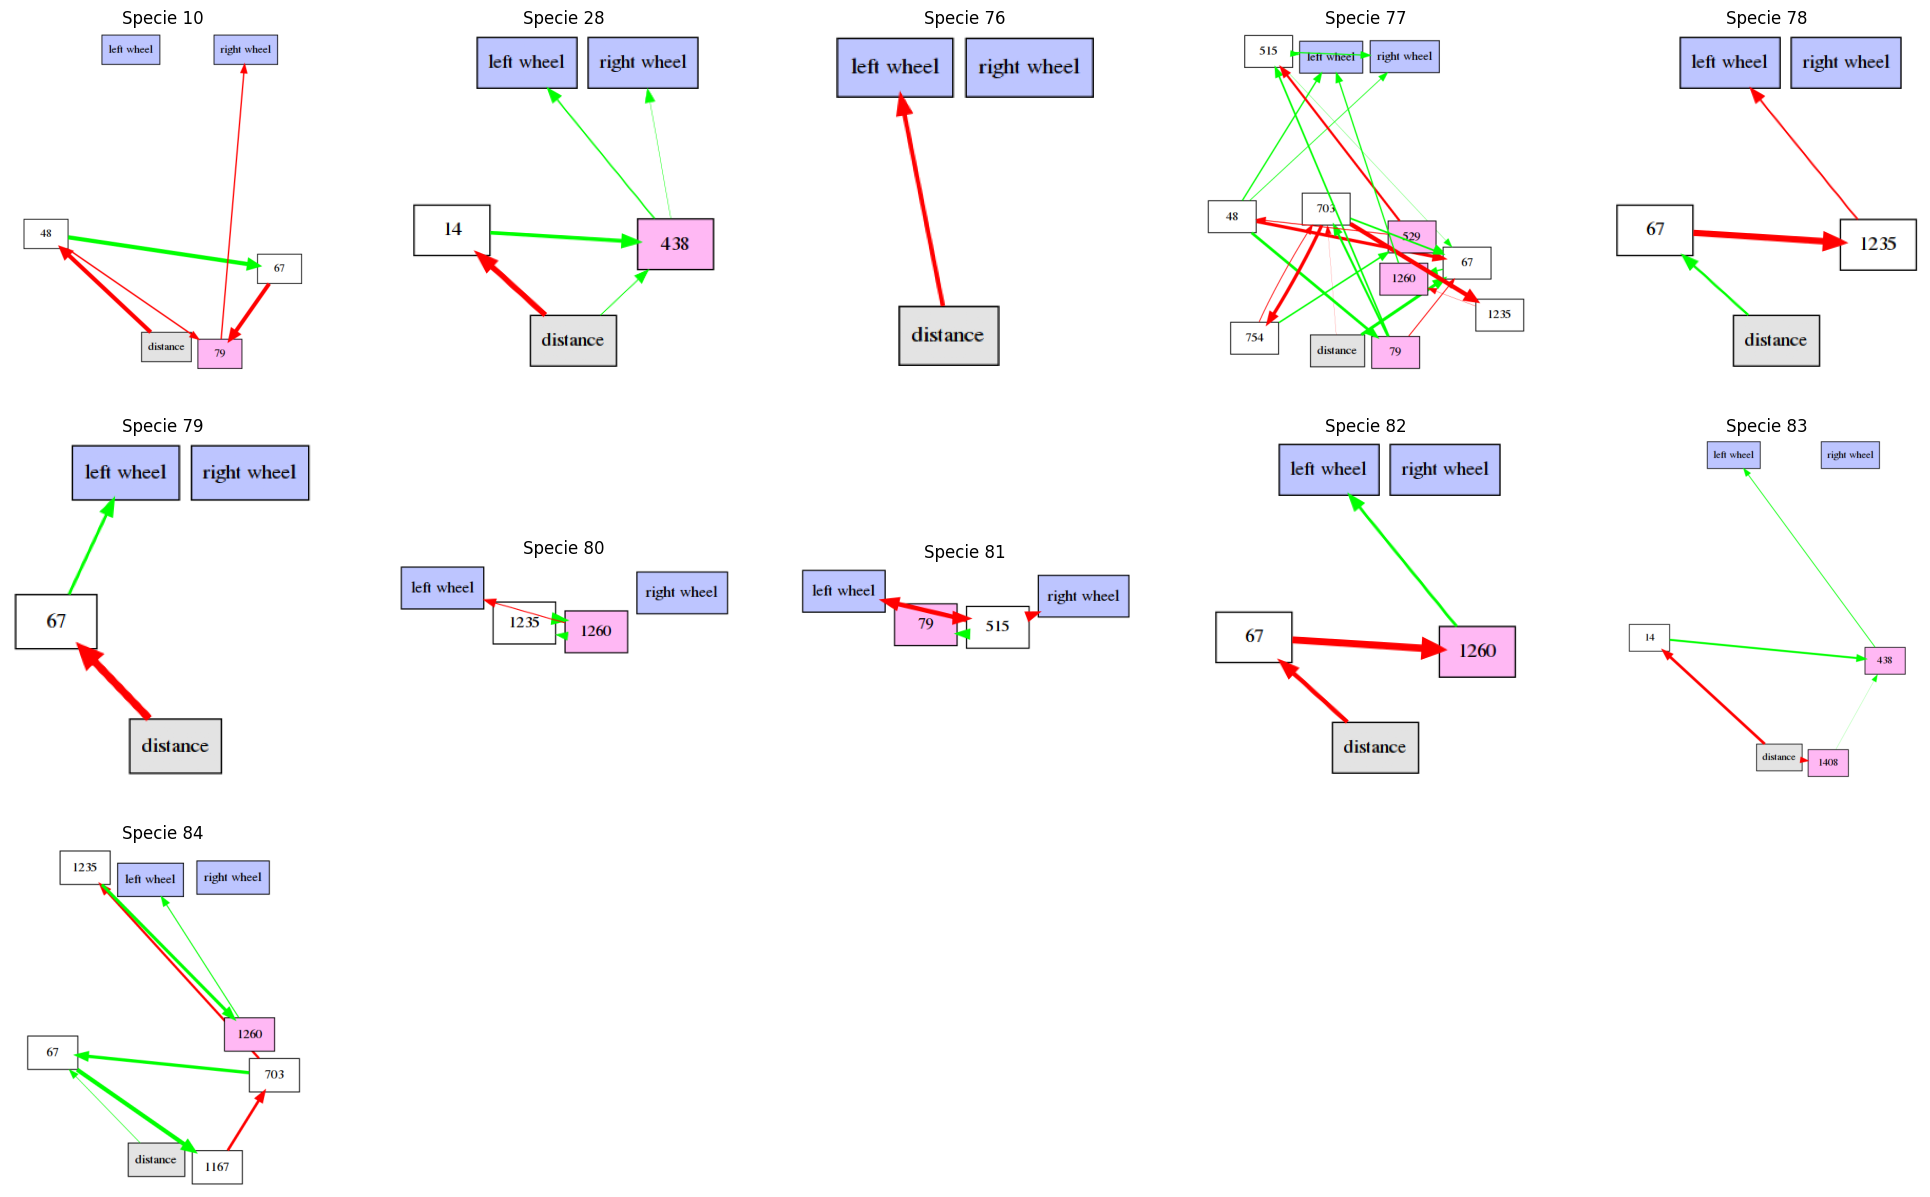 Specie 10
left wheel
right wheel
48
67
distance
79
Specie 28
left wheel
right wheel
14
438
distance
Specie 76
left wheel
right wheel
distance
Specie 77
515
left wheel
right wheel
48
703
529
67
1260
1235
754
distance
79
Specie 78
left wheel
right wheel
67
1235
distance
Specie 79
left wheel
right wheel
67
distance
Specie 80
left wheel
right wheel
1235
1260
Specie 81
left wheel
right wheel
79
515
Specie 82
left wheel
right wheel
67
1260
distance
Specie 83
left wheel
right wheel
14
438
distance
1408
Specie 84
1235
left wheel
right wheel
1260
67
703
distance
1167